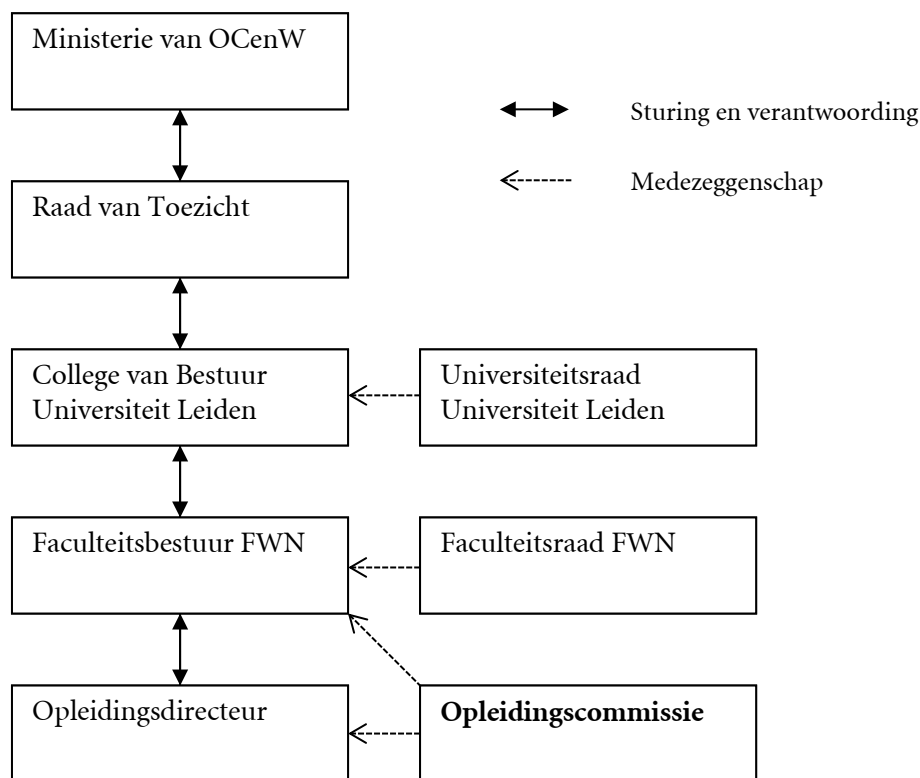 Ministerie van OCenW
Sturing en verantwoording
Medezeggenschap
Raad van Toezicht
College van Bestuur
Universiteit Leiden
Universiteitsraad
Universiteit Leiden
Faculteitsbestuur FWN
Faculteitsraad FWN
Opleidingsdirecteur
Opleidingscommissie